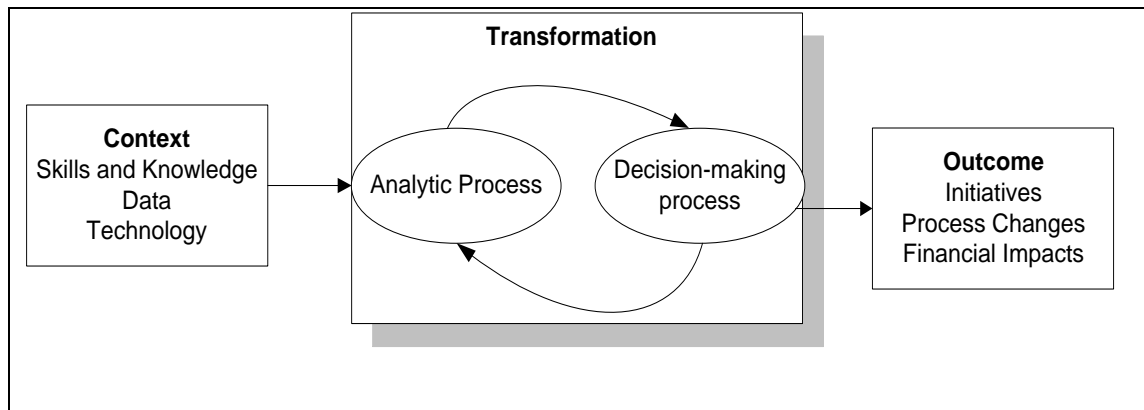 Transformation
Context
Skills and Knowledge
Data
Technology
Analytic Process
Decision-making
process
Outcome
Initiatives
Process Changes
Financial Impacts